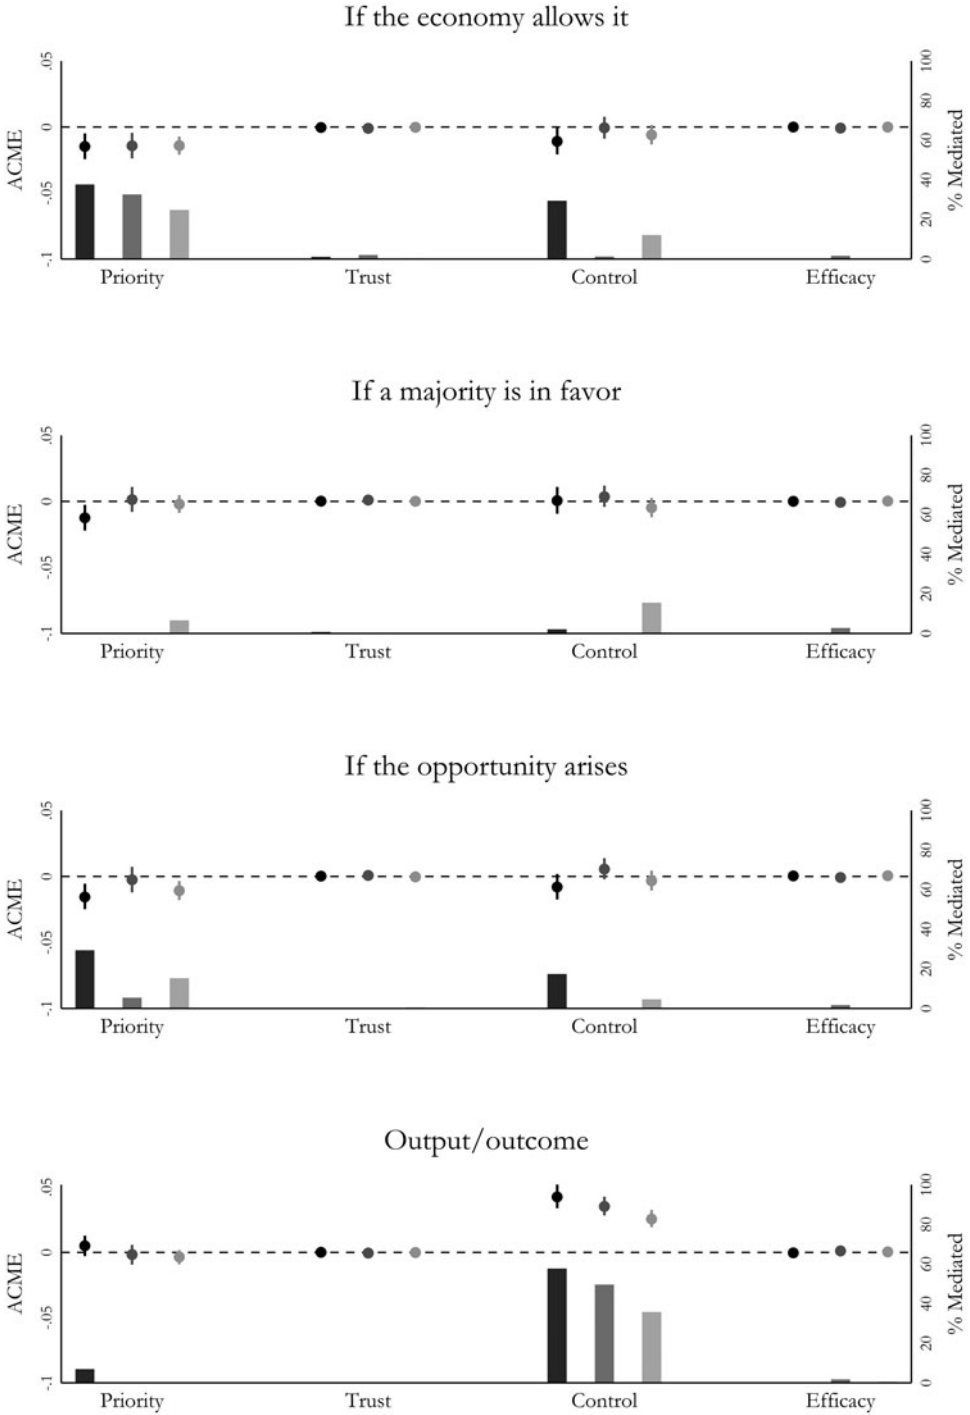 If the economy allows it
ACME
.05
0
-.05
-.1
100
80
60
40
20
0
% Mediated
Priority Trust Control Efficacy
If a majority is in favor
ACME
.05
0
-.05
-.1
100
80
60
40
20
0
% Mediated
Priority Trust Control Efficacy
If the opportunity arises
ACME
.05
0
-.05
-.1
100
80
60
40
20
0
% Mediated
Priority Trust Control Efficacy
Output/outcome
ACME
.05
0
-.05
-.1
100
80
60
40
20
0
% Mediated
Priority Trust Control Efficacy